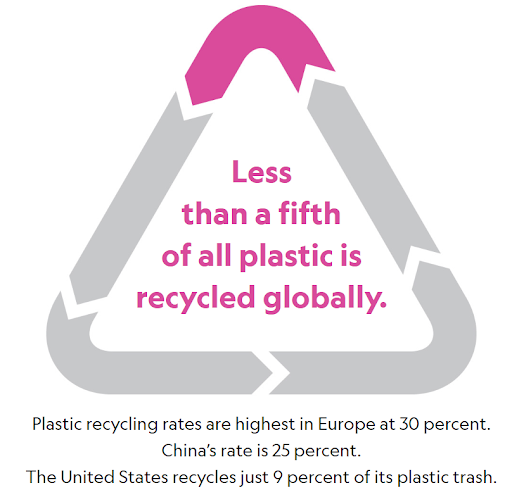 Less
than a fifth
of all plastic is
recycled globally.
Plastic recycling rates are highest in Europe at 30 percent.
China’s rate is 25 percent.
The United States recycles just 9 percent of its plastic trash.